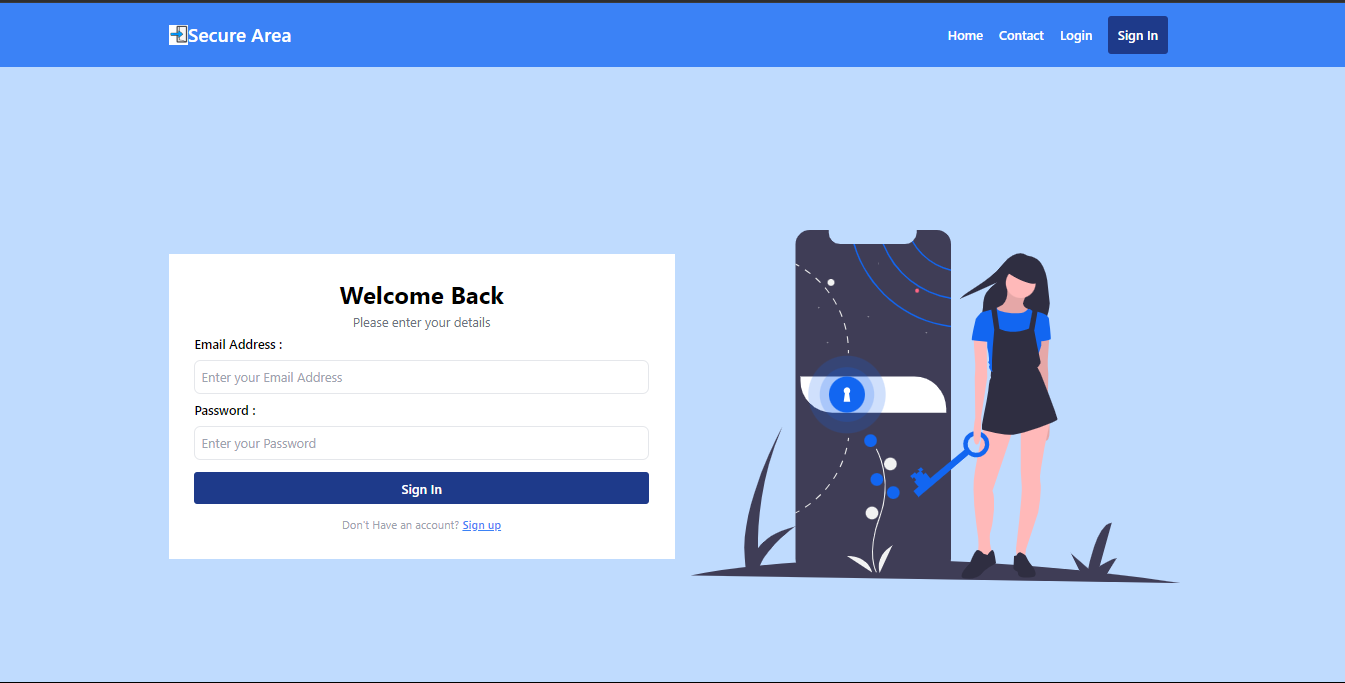 Secure Area
Home Contact Login Sign In
Welcome Back
Please enter your details
Email Address :
Enter your Email Address
Password :
Enter your Password
Sign In
Don't Have an account? Sign up